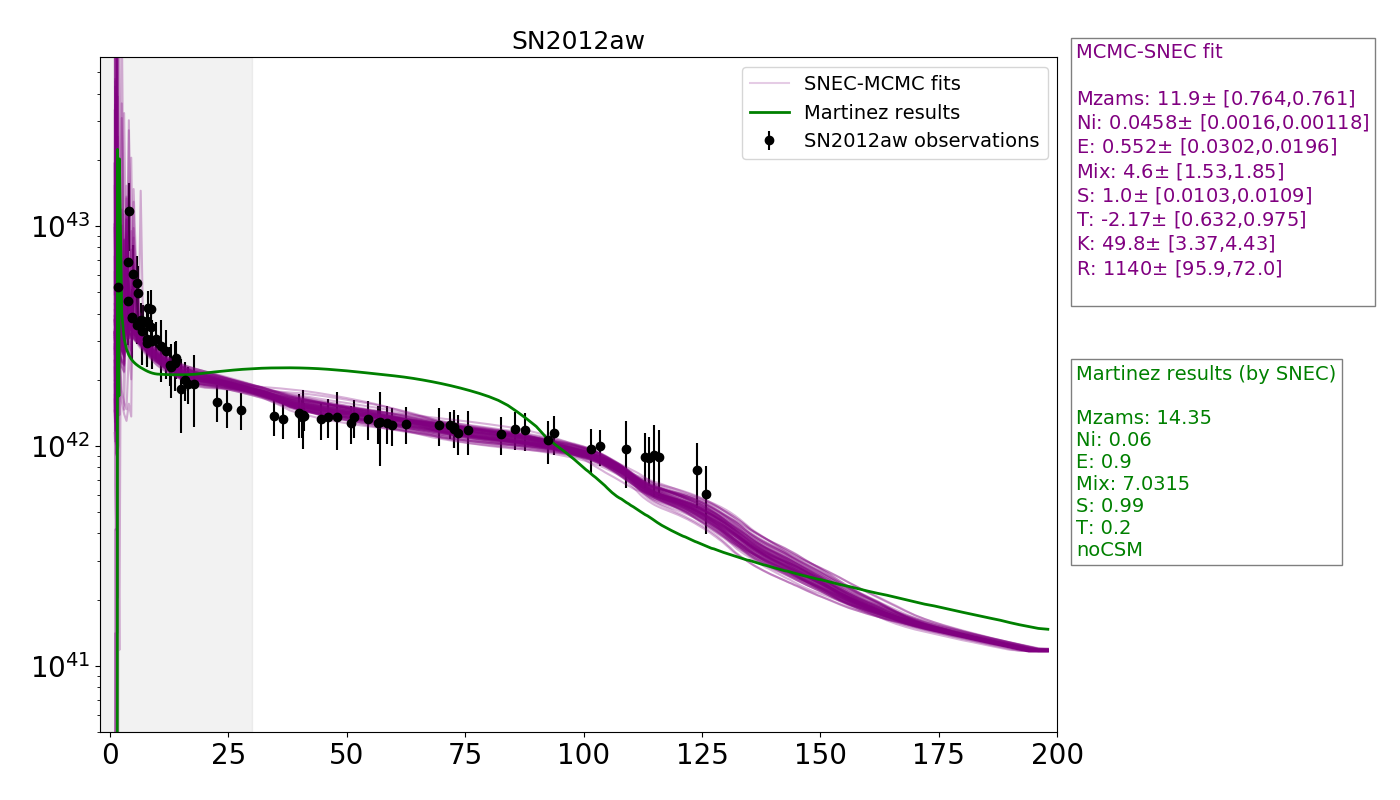 SN2012aw
10^43
10^42
10^41
0 25 50 75 100 125 150 175 200
SNEC-MCMC fits
Martinez results
SN2012aw observations
MCMC-SNEC fit
Mzams: 11.9± [0.764,0.761]
Ni: 0.0458± [0.0016,0.00118]
E: 0.552± [0.0302,0.0196]
Mix: 4.6± [1.53,1.85]
S: 1.0± [0.0103,0.0109]
T: -2.17± [0.632,0.975]
K: 49.8± [3.37,4.43]
R: 1140± [95.9,72.0]
Martinez results (by SNEC)
Mzams: 14.35
Ni: 0.06
E: 0.9
Mix: 7.0315
S: 0.99
T: 0.2
noCSM